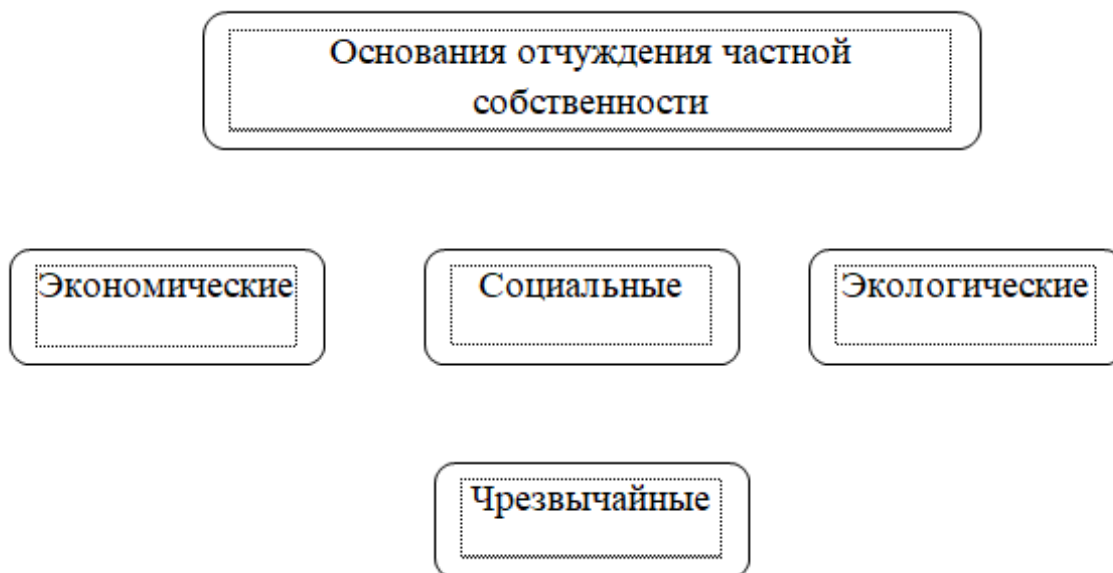 Основания отчуждения частной
собственности
Экономические
Социальные
Экологические
Чрезвычайные